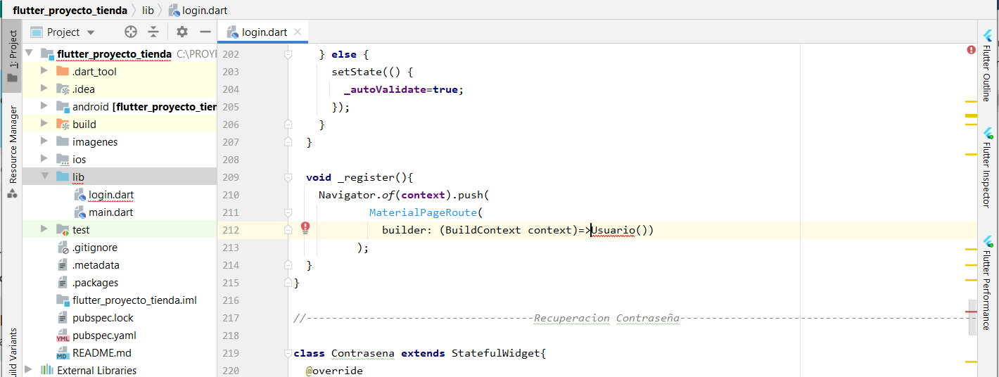 flutter_proyecto_tienda lib login.dart
1: Project
Resource Manager
Project
login.dart
flutter_proyecto_tienda C:\PROY
.dart_tool
.idea
android [flutter_proyecto_tien
build
imagenes
ios
lib
login.dart
main.dart
test
.gitignore
.metadata
.packages
flutter_proyecto_tienda.iml
pubspec.lock
pubspec.yaml
README.md
External Libraries
202 } else {
203 setState(() {
204 _autoValidate=true;
205 });
206 }
207 }
208
209 void _register(){
210 Navigator.of(context).push(
211 MaterialPageRoute(
212 builder: (BuildContext context)=>Usuario())
213 );
214 }
215 }
216
217 //------------------------------------Recuperacion Contraseña-----------------------------------------------
218
219 class Contrasena extends StatefulWidget{
220 @override
Flutter Outline
Flutter Inspector
Flutter Performance